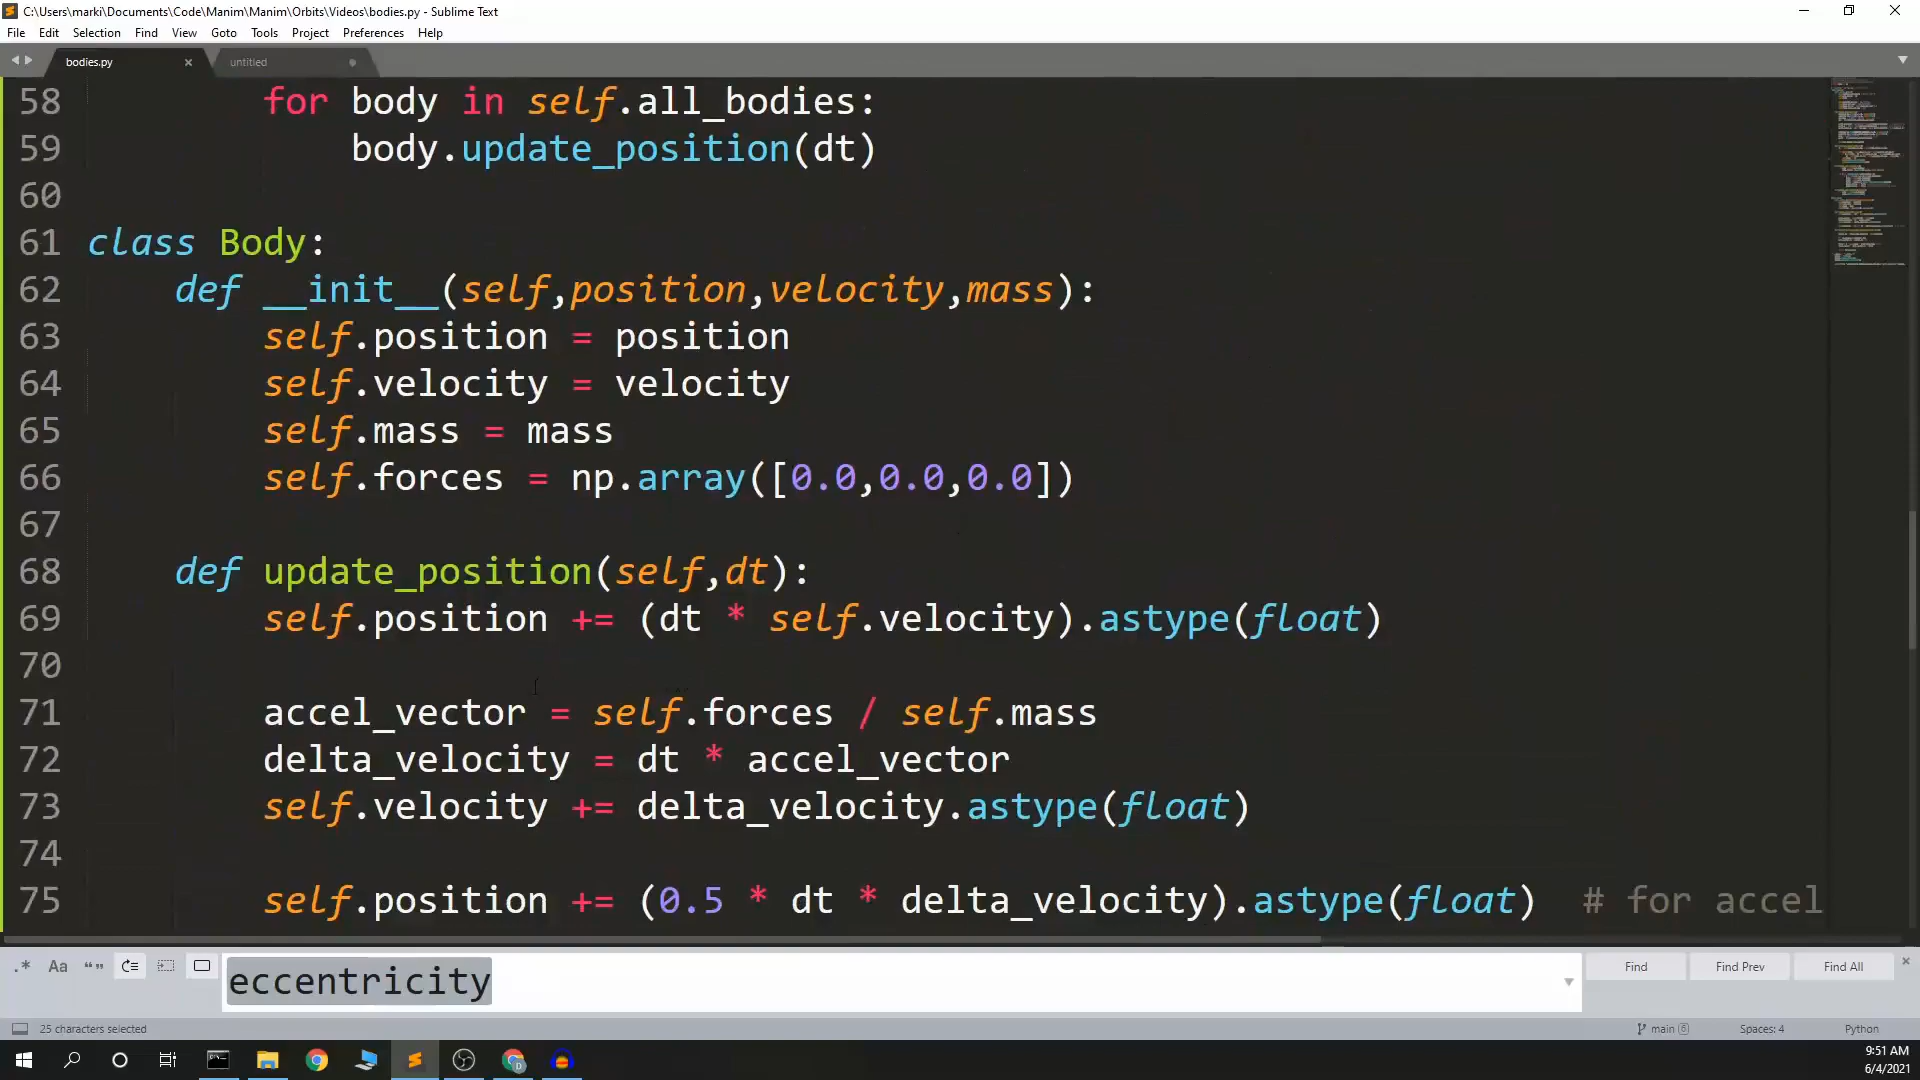 C:\Users\marki\Documents\Code\Manim\Manim\Orbits\Videos\bodies.py - Sublime Text
File Edit Selection Find View Goto Tools Project Preferences Help
bodies.py untitled
58 for body in self.all_bodies:
59 body.update_position(dt)
60
61 class Body:
62 def __init__(self,position,velocity,mass):
63 self.position = position
64 self.velocity = velocity
65 self.mass = mass
66 self.forces = np.array([0.0,0.0,0.0])
67
68 def update_position(self,dt):
69 self.position += (dt * self.velocity).astype(float)
70
71 accel_vector = self.forces / self.mass
72 delta_velocity = dt * accel_vector
73 self.velocity += delta_velocity.astype(float)
74
75 self.position += (0.5 * dt * delta_velocity).astype(float) # for accel
.* Aa “” eccentricity Find Find Prev Find All
25 characters selected main 6 Spaces: 4 Python
9:51 AM
6/4/2021